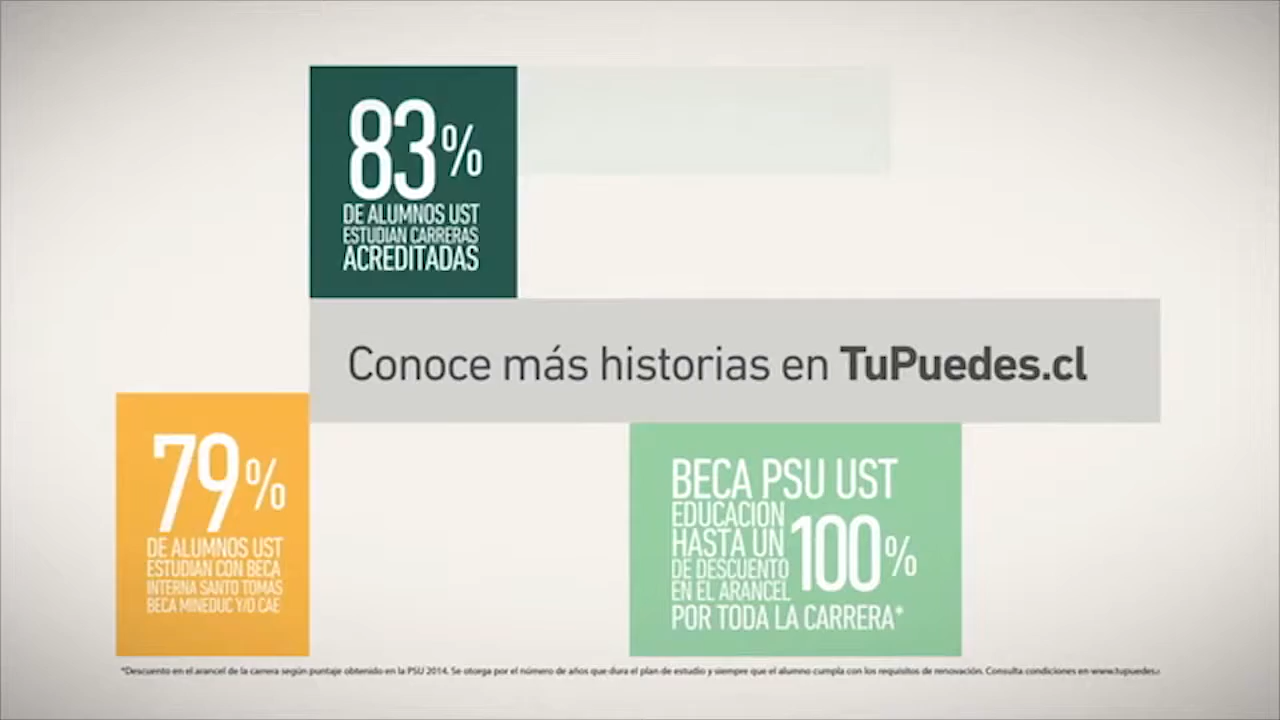 83%
DE ALUMNOS UST
ESTUDIAN CARRERAS
ACREDITADAS
Conoce más historias en TuPuedes.cl
79%
DE ALUMNOS UST
ESTUDIAN CON BECA
INTERNA SANTO TOMAS
BECA MINEDUC Y/O CAE
BECA PSU UST
EDUCACION
HASTA UN
DE DESCUENTO
EN EL ARANCEL
100%
POR TODA LA CARRERA*
*Descuento en el arancel de la carrera según puntaje obtenido en la PSU 2014. Se otorga por el número de años que dura el plan de estudio y siempre que el alumno cumpla con los requisitos de renovación. Consulta condiciones en www.tupuedes.c